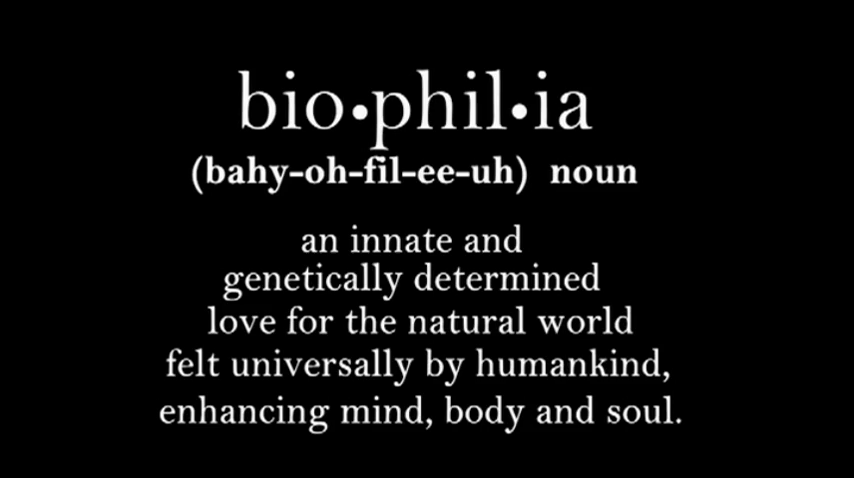 bio•phil•ia
(bahy-oh-fil-ee-uh) noun
an innate and
genetically determined
love for the natural world
felt universally by humankind,
enhancing mind, body and soul.